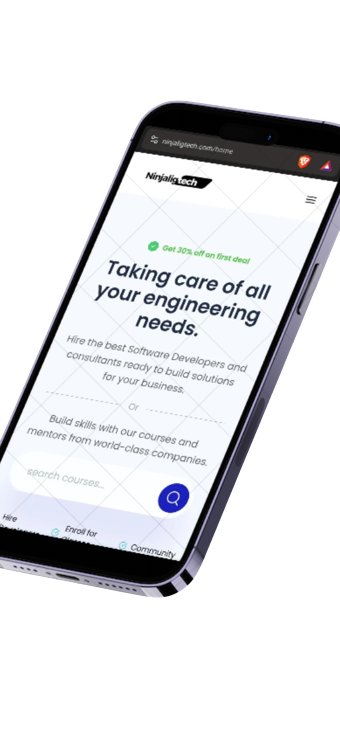 ninjaligtech.com/home
Ninjaligtech
Get 30% off on first deal
Taking care of all
your engineering
needs.
Hire the best Software Developers and
consultants ready to build solutions
for your business.
Or
Build skills with our courses and
mentors from world-class companies.
search courses...
Hire
Enroll for
Community